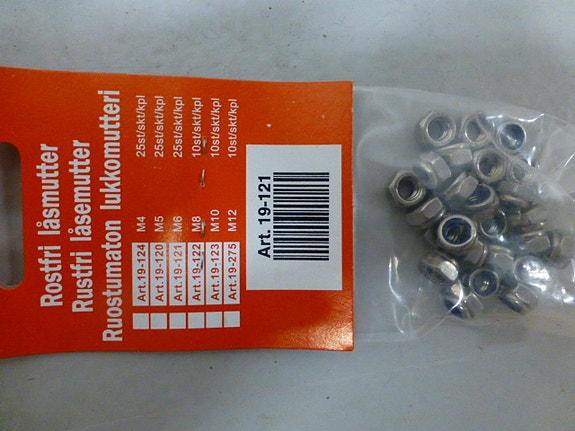 Rostfri låsmutter
Rustfri låsemutter
Ruostumaton lukkomutteri
Art.19-124 M4 25st/skt/kpl
Art.19-120 M5 25st/skt/kpl
Art.19-121 M6 25st/skt/kpl
Art.19-122 M8 10st/skt/kpl
Art.19-123 M10 10st/skt/kpl
Art.19-275 M12 10st/skt/kpl
Art. 19-121